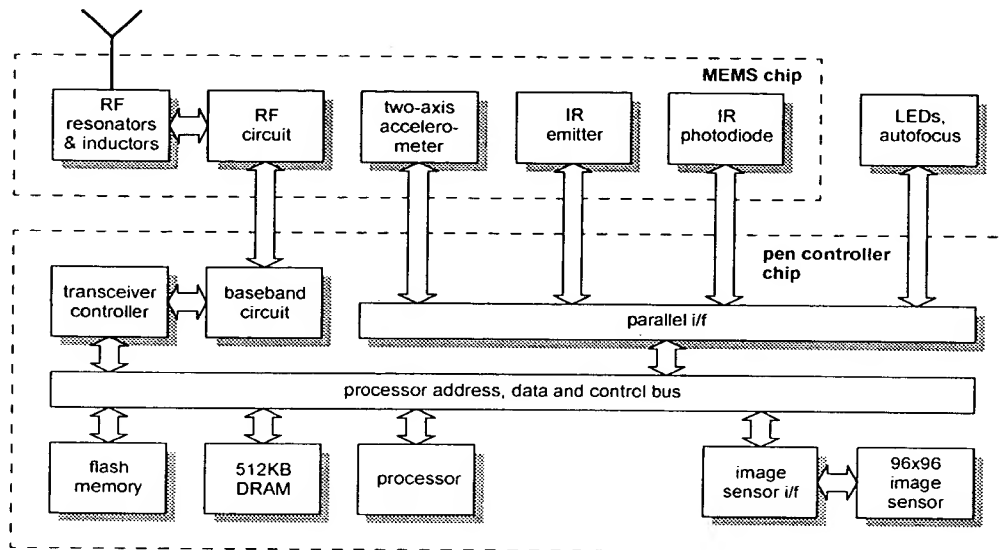 MEMS chip
RF
resonators
& inductors
RF
circuit
two-axis
accelero-
meter
IR
emitter
IR
photodiode
LEDs,
autofocus
pen controller
chip
transceiver
controller
baseband
circuit
parallel i/f
processor address, data and control bus
flash
memory
512KB
DRAM
processor
image
sensor i/f
96x96
image
sensor